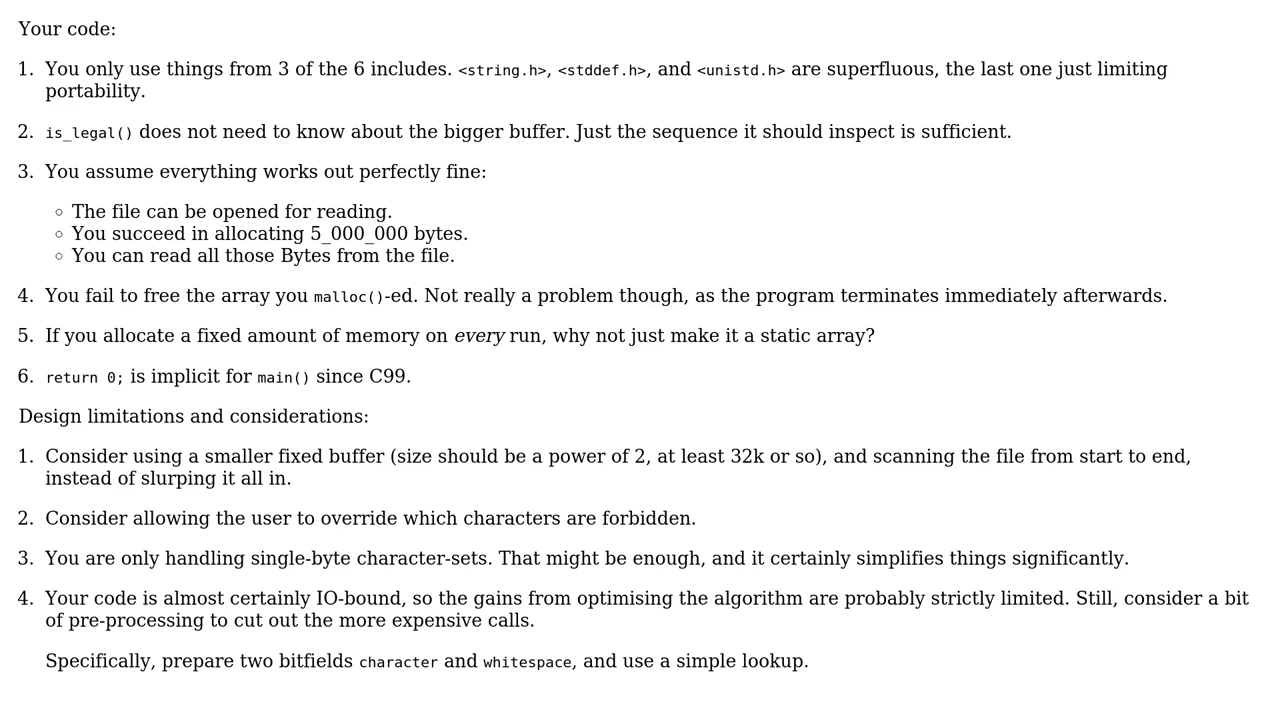 Your code:
1. You only use things from 3 of the 6 includes. <string.h>, <stddef.h>, and <unistd.h> are superfluous, the last one just limiting
portability.
2. is_legal() does not need to know about the bigger buffer. Just the sequence it should inspect is sufficient.
3. You assume everything works out perfectly fine:
◦ The file can be opened for reading.
◦ You succeed in allocating 5_000_000 bytes.
◦ You can read all those Bytes from the file.
4. You fail to free the array you malloc()-ed. Not really a problem though, as the program terminates immediately afterwards.
5. If you allocate a fixed amount of memory on every run, why not just make it a static array?
6. return 0; is implicit for main() since C99.
Design limitations and considerations:
1. Consider using a smaller fixed buffer (size should be a power of 2, at least 32k or so), and scanning the file from start to end,
instead of slurping it all in.
2. Consider allowing the user to override which characters are forbidden.
3. You are only handling single-byte character-sets. That might be enough, and it certainly simplifies things significantly.
4. Your code is almost certainly IO-bound, so the gains from optimising the algorithm are probably strictly limited. Still, consider a bit
of pre-processing to cut out the more expensive calls.
Specifically, prepare two bitfields character and whitespace, and use a simple lookup.